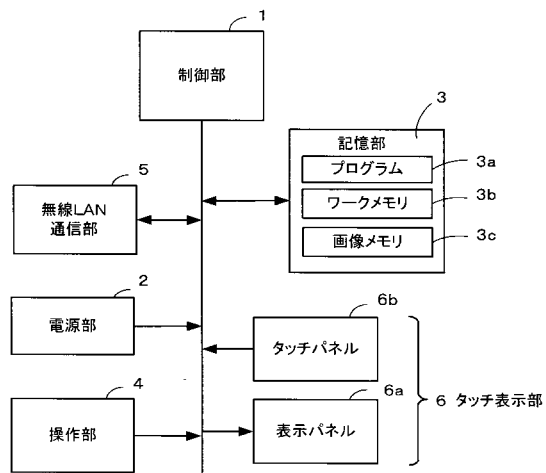 1
制御部
3
記憶部
プログラム
3a
ワークメモリ
3b
画像メモリ
3c
5
無線LAN
通信部
2
電源部
6b
タッチパネル
4
操作部
6a
表示パネル
6 タッチ表示部